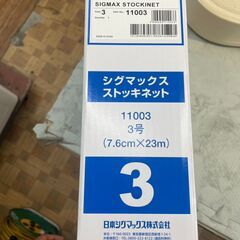 SIGMAX STOCKINET
3
11003
シグマックス
ストッキネット
11003
3号
(7.6cm×23m)
3
日本シグマックス株式会社